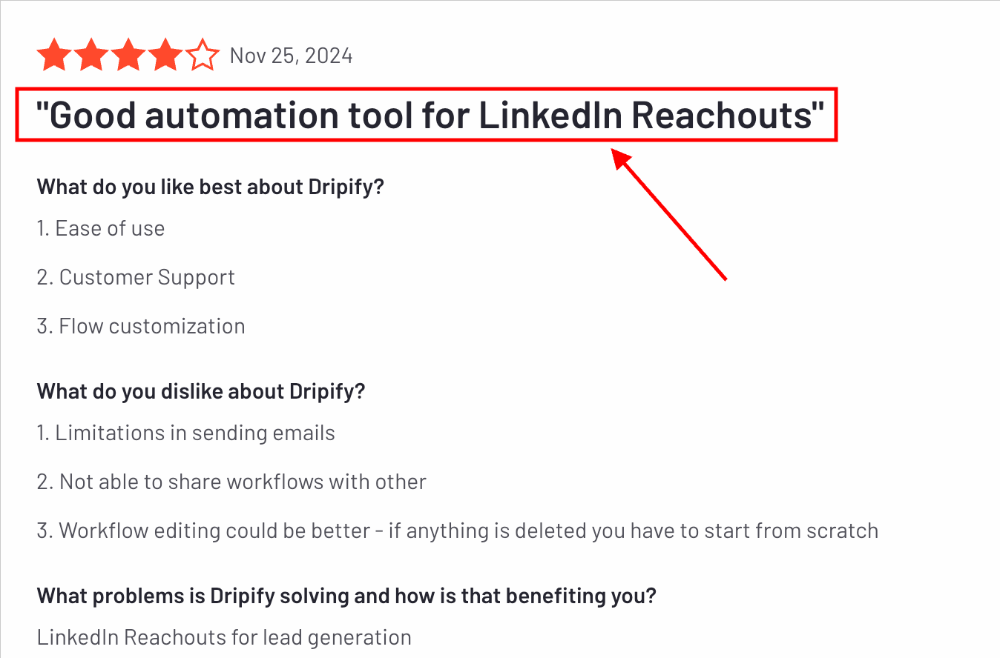 Nov 25, 2024
"Good automation tool for LinkedIn Reachouts"
What do you like best about Dripify?
1. Ease of use
2. Customer Support
3. Flow customization
What do you dislike about Dripify?
1. Limitations in sending emails
2. Not able to share workflows with other
3. Workflow editing could be better - if anything is deleted you have to start from scratch
What problems is Dripify solving and how is that benefiting you?
LinkedIn Reachouts for lead generation